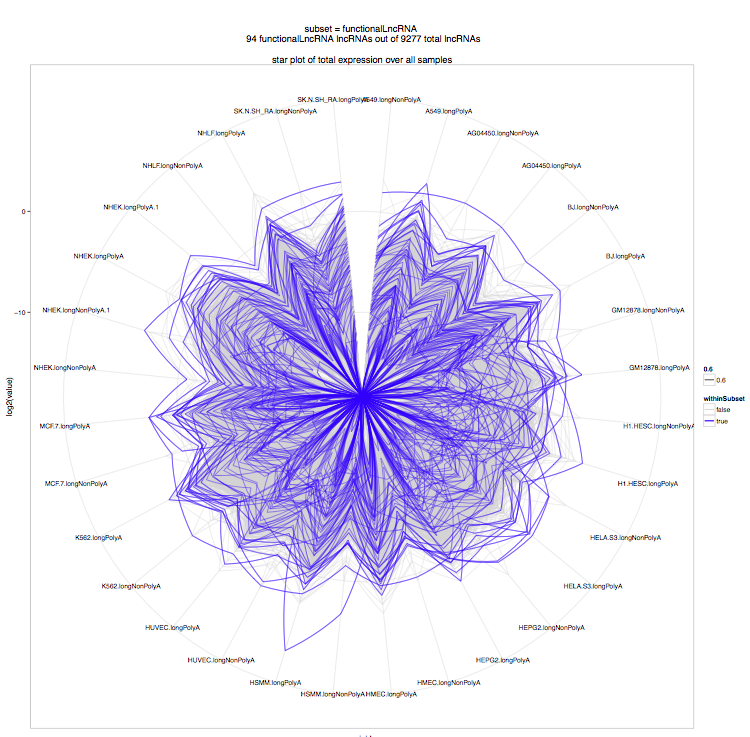 subset = functionalLncRNA
94 functionalLncRNA lncRNAs out of 9277 total lncRNAs
star plot of total expression over all samples
A549.longNonPolyA
A549.longPolyA
AG04450.longNonPolyA
AG04450.longPolyA
BJ.longNonPolyA
BJ.longPolyA
GM12878.longNonPolyA
GM12878.longPolyA
H1.HESC.longNonPolyA
H1.HESC.longPolyA
HELA.S3.longNonPolyA
HELA.S3.longPolyA
HEPG2.longNonPolyA
HEPG2.longPolyA
HMEC.longNonPolyA
HMEC.longPolyA
HSMM.longNonPolyA
HSMM.longPolyA
HUVEC.longNonPolyA
HUVEC.longPolyA
K562.longNonPolyA
K562.longPolyA
MCF.7.longNonPolyA
MCF.7.longPolyA
NHEK.longNonPolyA
NHEK.longNonPolyA.1
NHEK.longPolyA
NHEK.longPolyA.1
NHLF.longNonPolyA
NHLF.longPolyA
SK.N.SH_RA.longNonPolyA
SK.N.SH_RA.longPolyA
0
−10
log2(value)
0.6
0.6
withinSubset
false
true